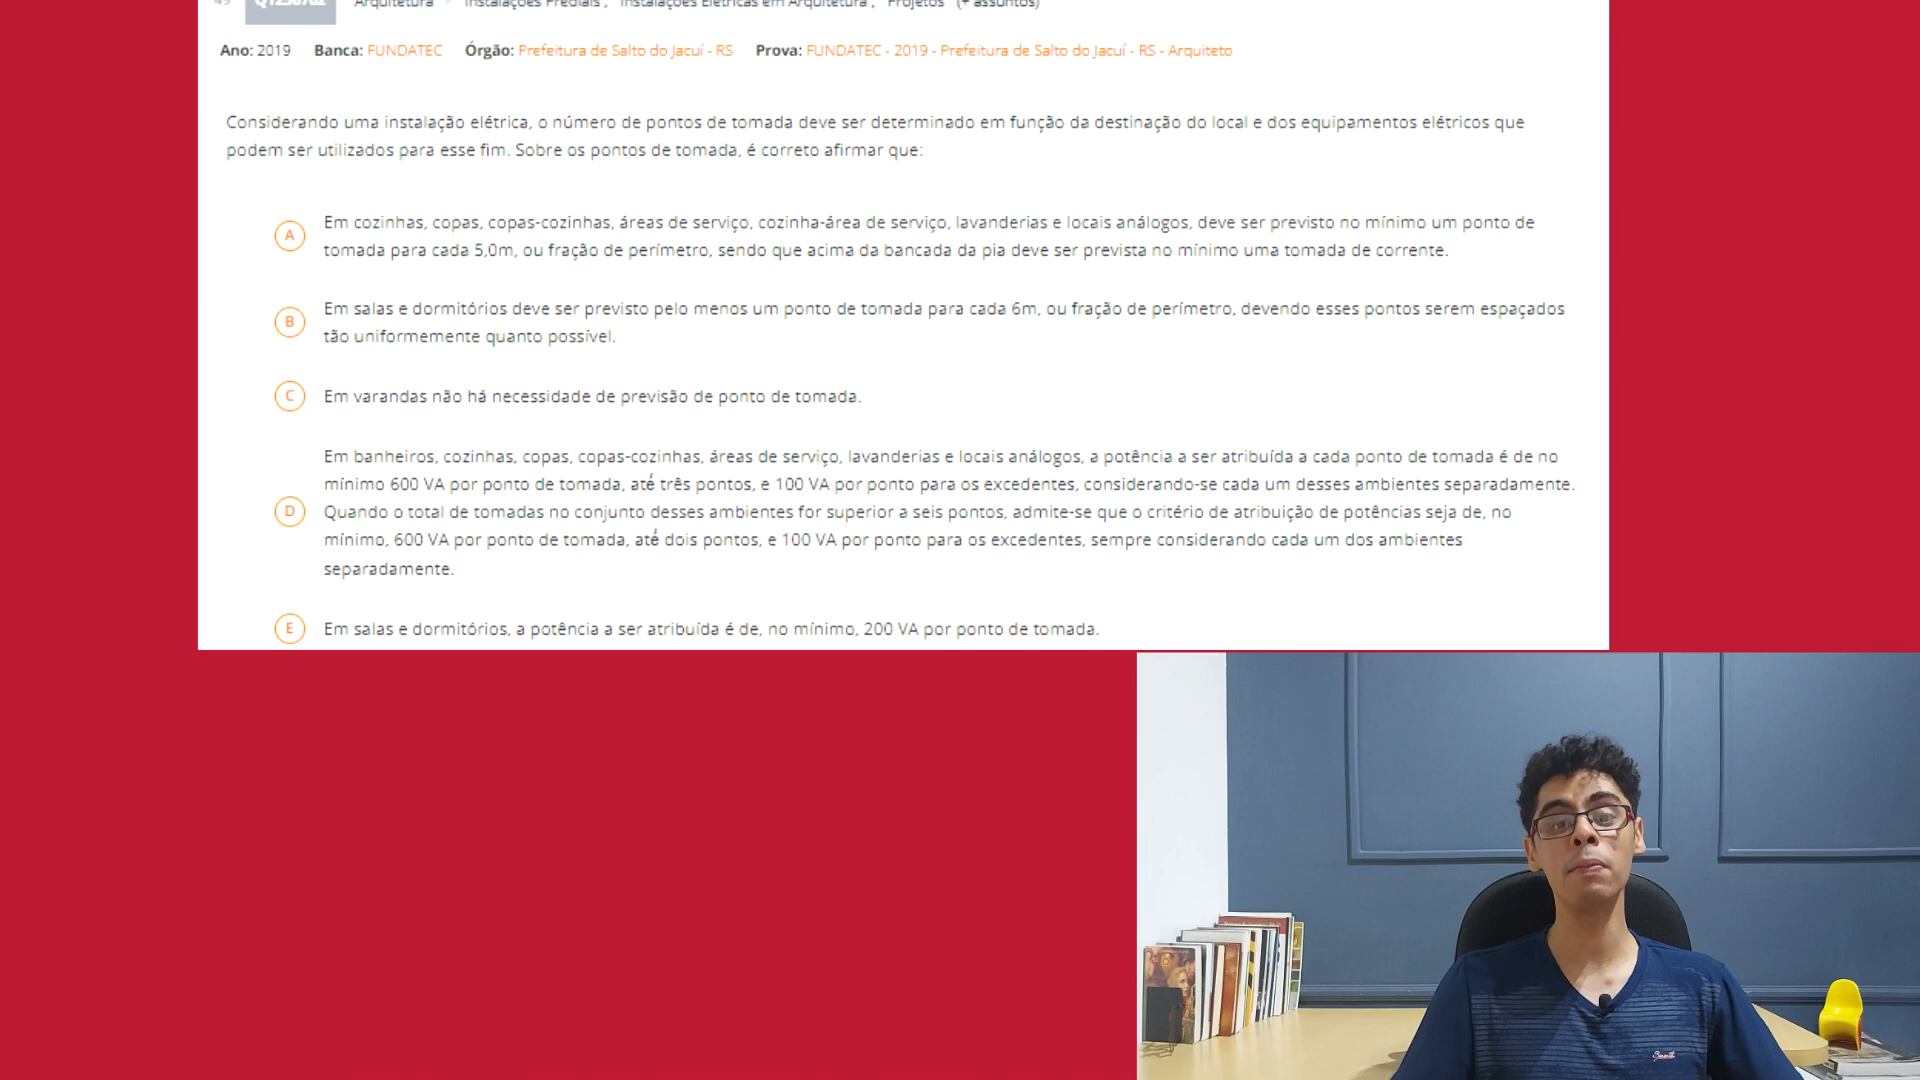 49 Q1236762 Arquitetura Instalações Prediais , Instalações Elétricas em Arquitetura , Projetos (+ assuntos)
Ano: 2019 Banca: FUNDATEC Órgão: Prefeitura de Salto do Jacuí - RS Prova: FUNDATEC - 2019 - Prefeitura de Salto do Jacuí - RS - Arquiteto
Considerando uma instalação elétrica, o número de pontos de tomada deve ser determinado em função da destinação do local e dos equipamentos elétricos que
podem ser utilizados para esse fim. Sobre os pontos de tomada, é correto afirmar que:
A Em cozinhas, copas, copas-cozinhas, áreas de serviço, cozinha-área de serviço, lavanderias e locais análogos, deve ser previsto no mínimo um ponto de
tomada para cada 5,0m, ou fração de perímetro, sendo que acima da bancada da pia deve ser prevista no mínimo uma tomada de corrente.
B Em salas e dormitórios deve ser previsto pelo menos um ponto de tomada para cada 6m, ou fração de perímetro, devendo esses pontos serem espaçados
tão uniformemente quanto possível.
C Em varandas não há necessidade de previsão de ponto de tomada.
D Em banheiros, cozinhas, copas, copas-cozinhas, áreas de serviço, lavanderias e locais análogos, a potência a ser atribuída a cada ponto de tomada é de no
mínimo 600 VA por ponto de tomada, até três pontos, e 100 VA por ponto para os excedentes, considerando-se cada um desses ambientes separadamente.
Quando o total de tomadas no conjunto desses ambientes for superior a seis pontos, admite-se que o critério de atribuição de potências seja de, no
mínimo, 600 VA por ponto de tomada, até dois pontos, e 100 VA por ponto para os excedentes, sempre considerando cada um dos ambientes
separadamente.
E Em salas e dormitórios, a potência a ser atribuída é de, no mínimo, 200 VA por ponto de tomada.